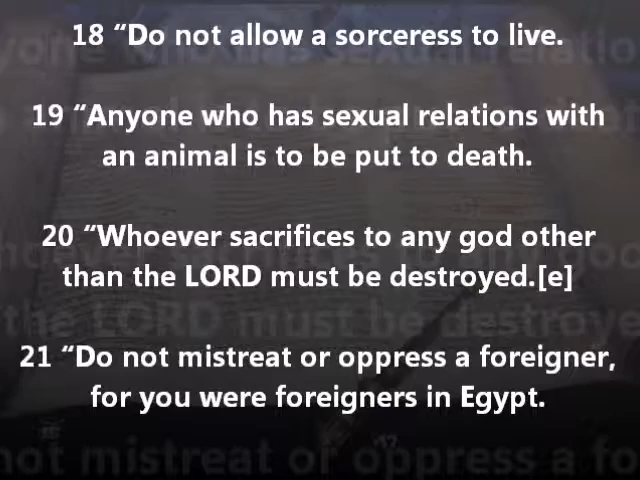 18 “Do not allow a sorceress to live.
19 “Anyone who has sexual relations with
an animal is to be put to death.
20 “Whoever sacrifices to any god other
than the LORD must be destroyed.[e]
21 “Do not mistreat or oppress a foreigner,
for you were foreigners in Egypt.